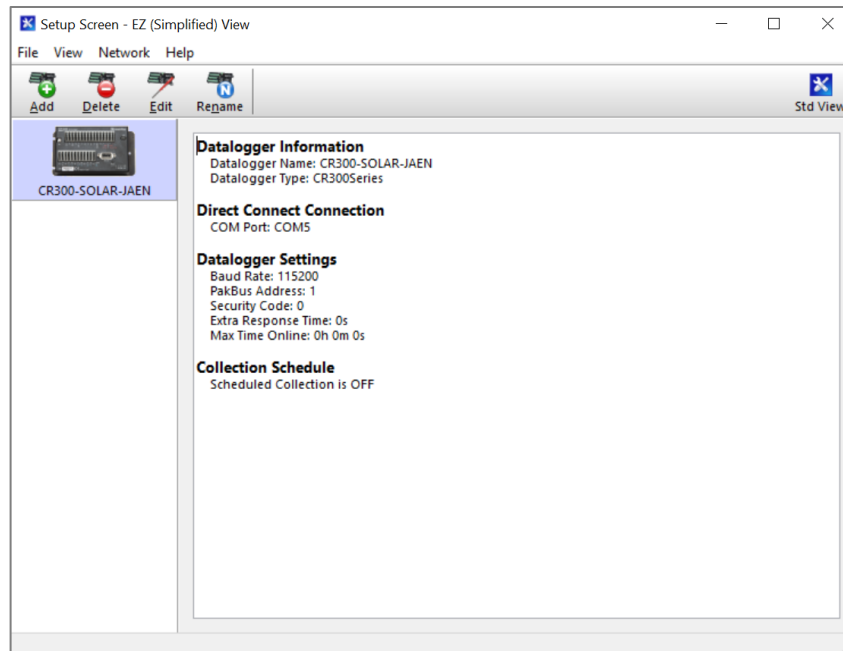 Setup Screen - EZ (Simplified) View
File View Network Help
Add Delete Edit Rename Std View
CR300-SOLAR-JAEN
Datalogger Information
Datalogger Name: CR300-SOLAR-JAEN
Datalogger Type: CR300Series
Direct Connect Connection
COM Port: COM5
Datalogger Settings
Baud Rate: 115200
PakBus Address: 1
Security Code: 0
Extra Response Time: 0s
Max Time Online: 0h 0m 0s
Collection Schedule
Scheduled Collection is OFF